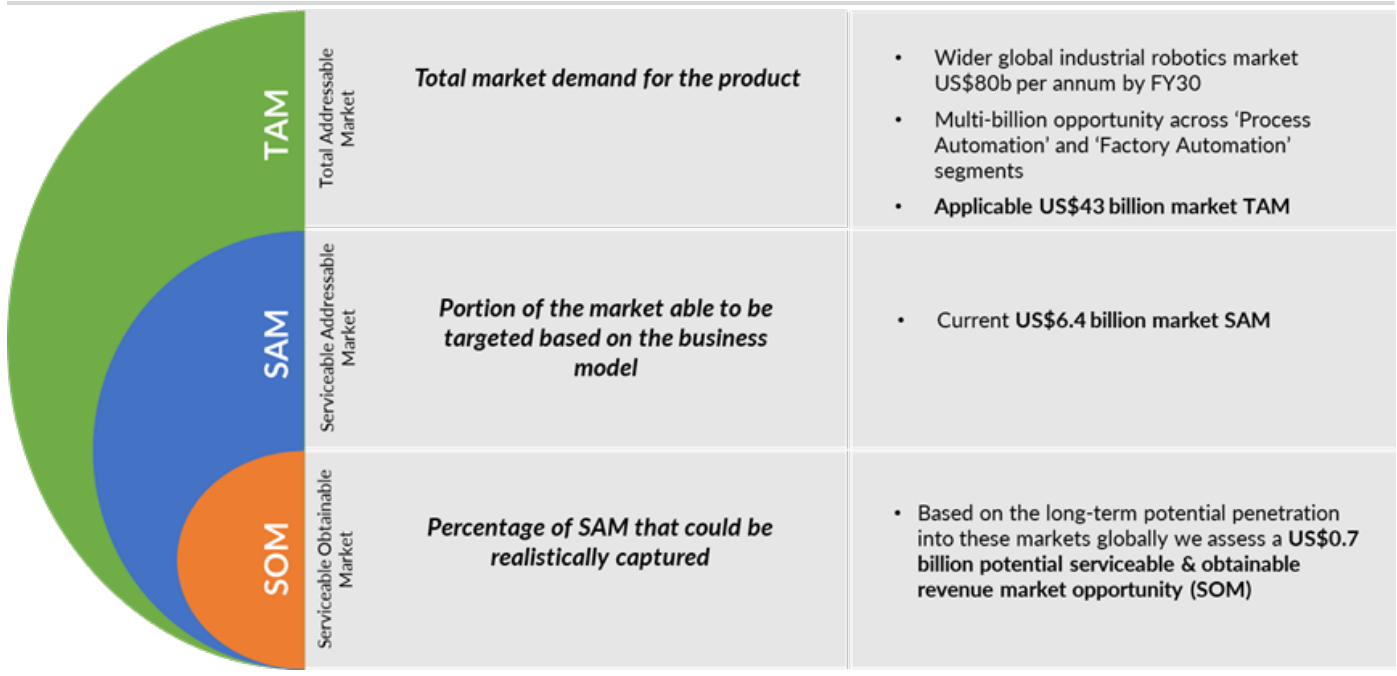 TAM
Total Addressable
Market
Total market demand for the product
• Wider global industrial robotics market
US$80b per annum by FY30
• Multi-billion opportunity across ‘Process
Automation’ and ‘Factory Automation’
segments
• Applicable US$43 billion market TAM
SAM
Serviceable Addressable
Market
Portion of the market able to be
targeted based on the business
model
• Current US$6.4 billion market SAM
SOM
Serviceable Obtainable
Market
Percentage of SAM that could be
realistically captured
• Based on the long-term potential penetration
into these markets globally we assess a US$0.7
billion potential serviceable & obtainable
revenue market opportunity (SOM)